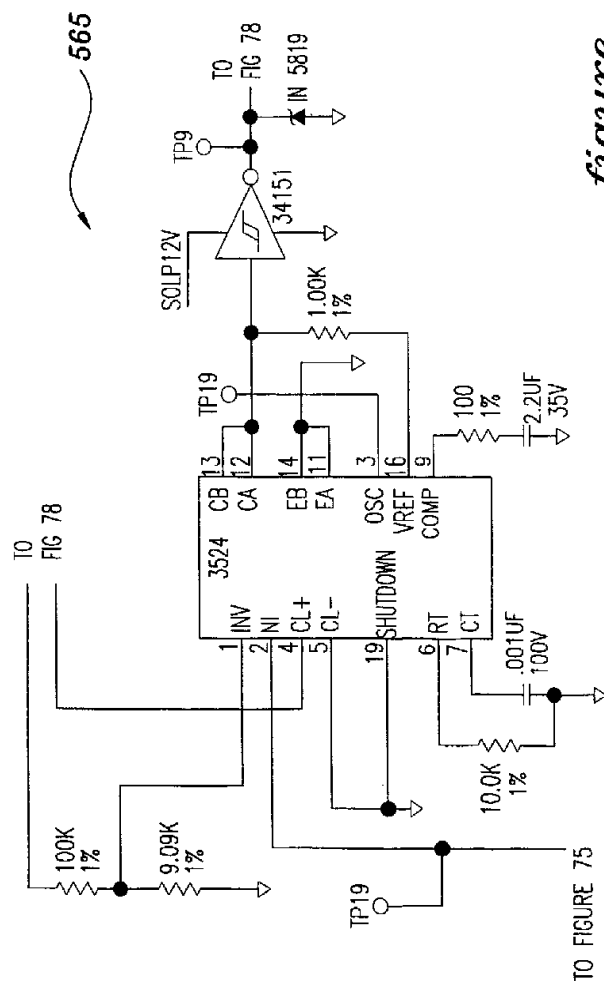 565
TO
FIG 78
TO
FIG 78
TP9
IN 5819
SOLP12V
34151
1.00K
1%
TP19
100
1%
2.2UF
35V
13
12
14
11
3
16
9
CB
CA
EB
EA
OSC
VREF
COMP
3524
INV
NI
CL+
CL-
SHUTDOWN
RT
CT
1
2
4
5
19
6
7
100K
1%
9.09K
1%
.001UF
100V
10.0K
1%
TP19
TO FIGURE 75
figure